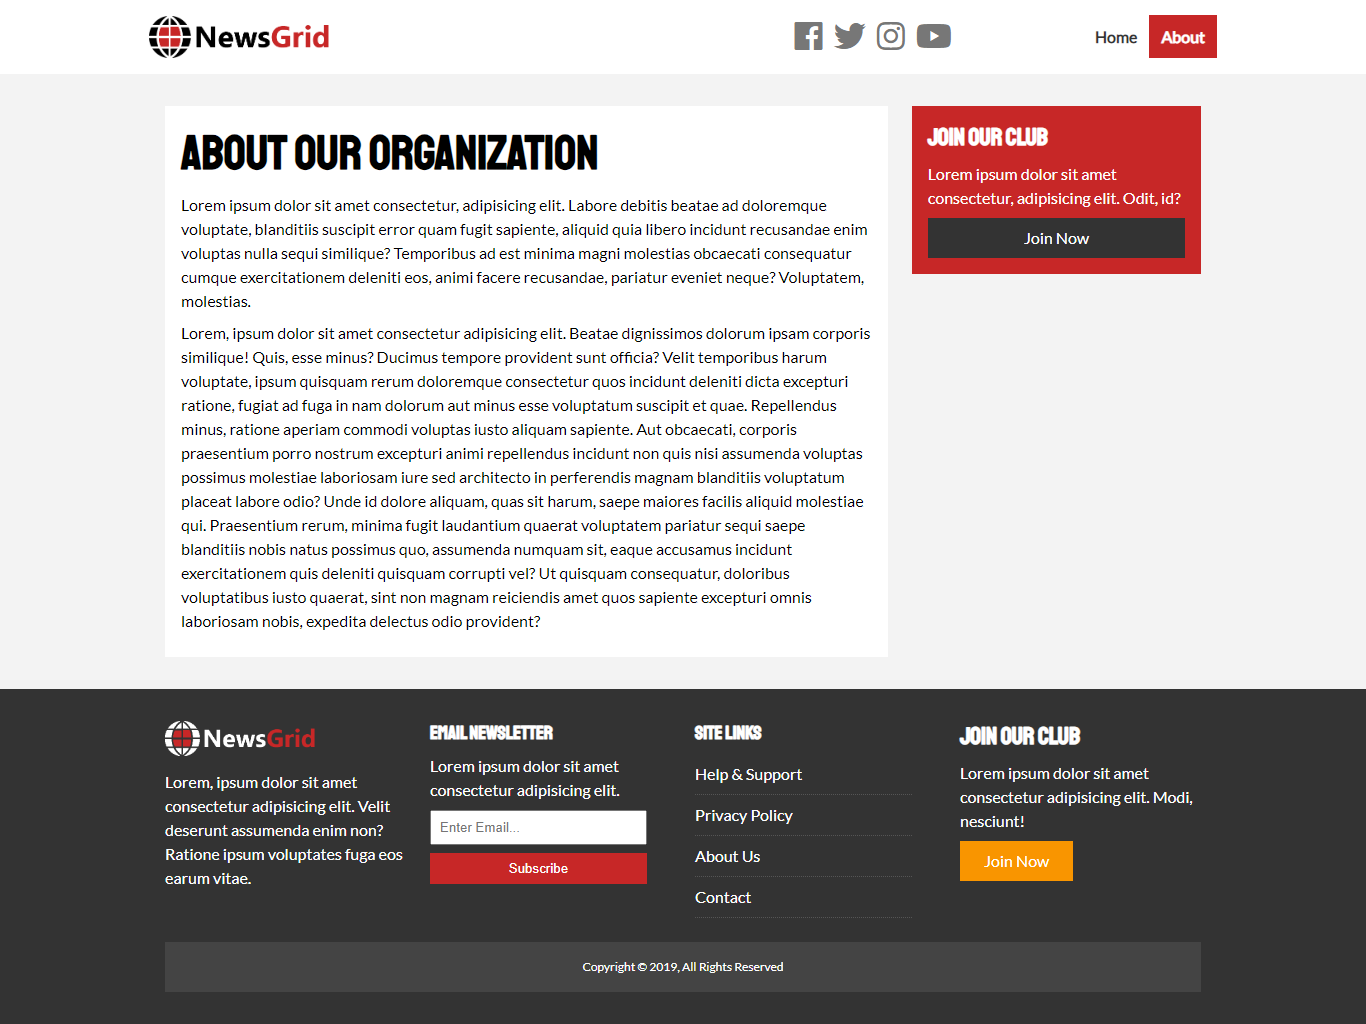 NewsGrid
Home
About
ABOUT OUR ORGANIZATION
Lorem ipsum dolor sit amet consectetur, adipisicing elit. Labore debitis beatae ad doloremque
voluptate, blanditiis suscipit error quam fugit sapiente, aliquid quia libero incidunt recusandae enim
voluptas nulla sequi similique? Temporibus ad est minima magni molestias obcaecati consequatur
cumque exercitationem deleniti eos, animi facere recusandae, pariatur eveniet neque? Voluptatem,
molestias.
Lorem, ipsum dolor sit amet consectetur adipisicing elit. Beatae dignissimos dolorum ipsam corporis
similique! Quis, esse minus? Ducimus tempore provident sunt officia? Velit temporibus harum
voluptate, ipsum quisquam rerum doloremque consectetur quos incidunt deleniti dicta excepturi
ratione, fugiat ad fuga in nam dolorum aut minus esse voluptatum suscipit et quae. Repellendus
minus, ratione aperiam commodi voluptas iusto aliquam sapiente. Aut obcaecati, corporis
praesentium porro nostrum excepturi animi repellendus incidunt non quis nisi assumenda voluptas
possimus molestiae laboriosam iure sed architecto in perferendis magnam blanditiis voluptatum
placeat labore odio? Unde id dolore aliquam, quas sit harum, saepe maiores facilis aliquid molestiae
qui. Praesentium rerum, minima fugit laudantium quaerat voluptatem pariatur sequi saepe
blanditiis nobis natus possimus quo, assumenda numquam sit, eaque accusamus incidunt
exercitationem quis deleniti quisquam corrupti vel? Ut quisquam consequatur, doloribus
voluptatibus iusto quaerat, sint non magnam reiciendis amet quos sapiente excepturi omnis
laboriosam nobis, expedita delectus odio provident?
JOIN OUR CLUB
Lorem ipsum dolor sit amet
consectetur, adipisicing elit. Odit, id?
Join Now
NewsGrid
Lorem, ipsum dolor sit amet
consectetur adipisicing elit. Velit
deserunt assumenda enim non?
Ratione ipsum voluptates fuga eos
earum vitae.
EMAIL NEWSLETTER
Lorem ipsum dolor sit amet
consectetur adipisicing elit.
Enter Email...
Subscribe
SITE LINKS
Help & Support
Privacy Policy
About Us
Contact
JOIN OUR CLUB
Lorem ipsum dolor sit amet
consectetur adipisicing elit. Modi,
nesciunt!
Join Now
Copyright © 2019, All Rights Reserved